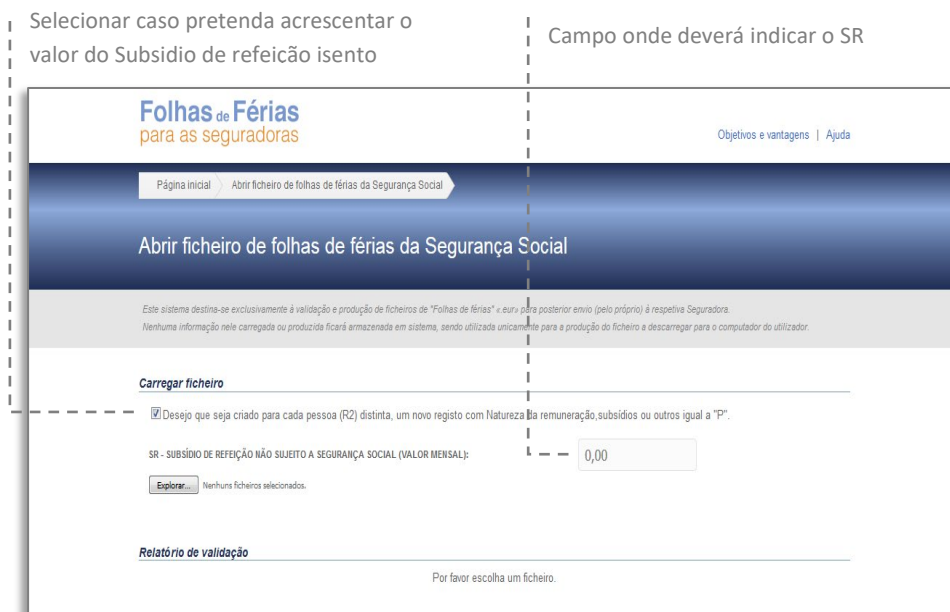 Selecionar caso pretenda acrescentar o
valor do Subsidio de refeição isento
Campo onde deverá indicar o SR
Folhas de Férias
para as seguradoras
Objetivos e vantagens | Ajuda
Página inicial Abrir ficheiro de folhas de férias da Segurança Social
Abrir ficheiro de folhas de férias da Segurança Social
Este sistema destina-se exclusivamente à validação e produção de ficheiros de "Folhas de férias" «.eur» para posterior envio (pelo próprio) à respetiva Seguradora.
Nenhuma informação nele carregada ou produzida ficará armazenada em sistema, sendo utilizada unicamente para a produção do ficheiro a descarregar para o computador do utilizador.
Carregar ficheiro
Desejo que seja criado para cada pessoa (R2) distinta, um novo registo com Natureza da remuneração,subsídios ou outros igual a "P".
SR - SUBSÍDIO DE REFEIÇÃO NÃO SUJEITO A SEGURANÇA SOCIAL (VALOR MENSAL):
0,00
Explorar... Nenhuns ficheiros selecionados.
Relatório de validação
Por favor escolha um ficheiro.